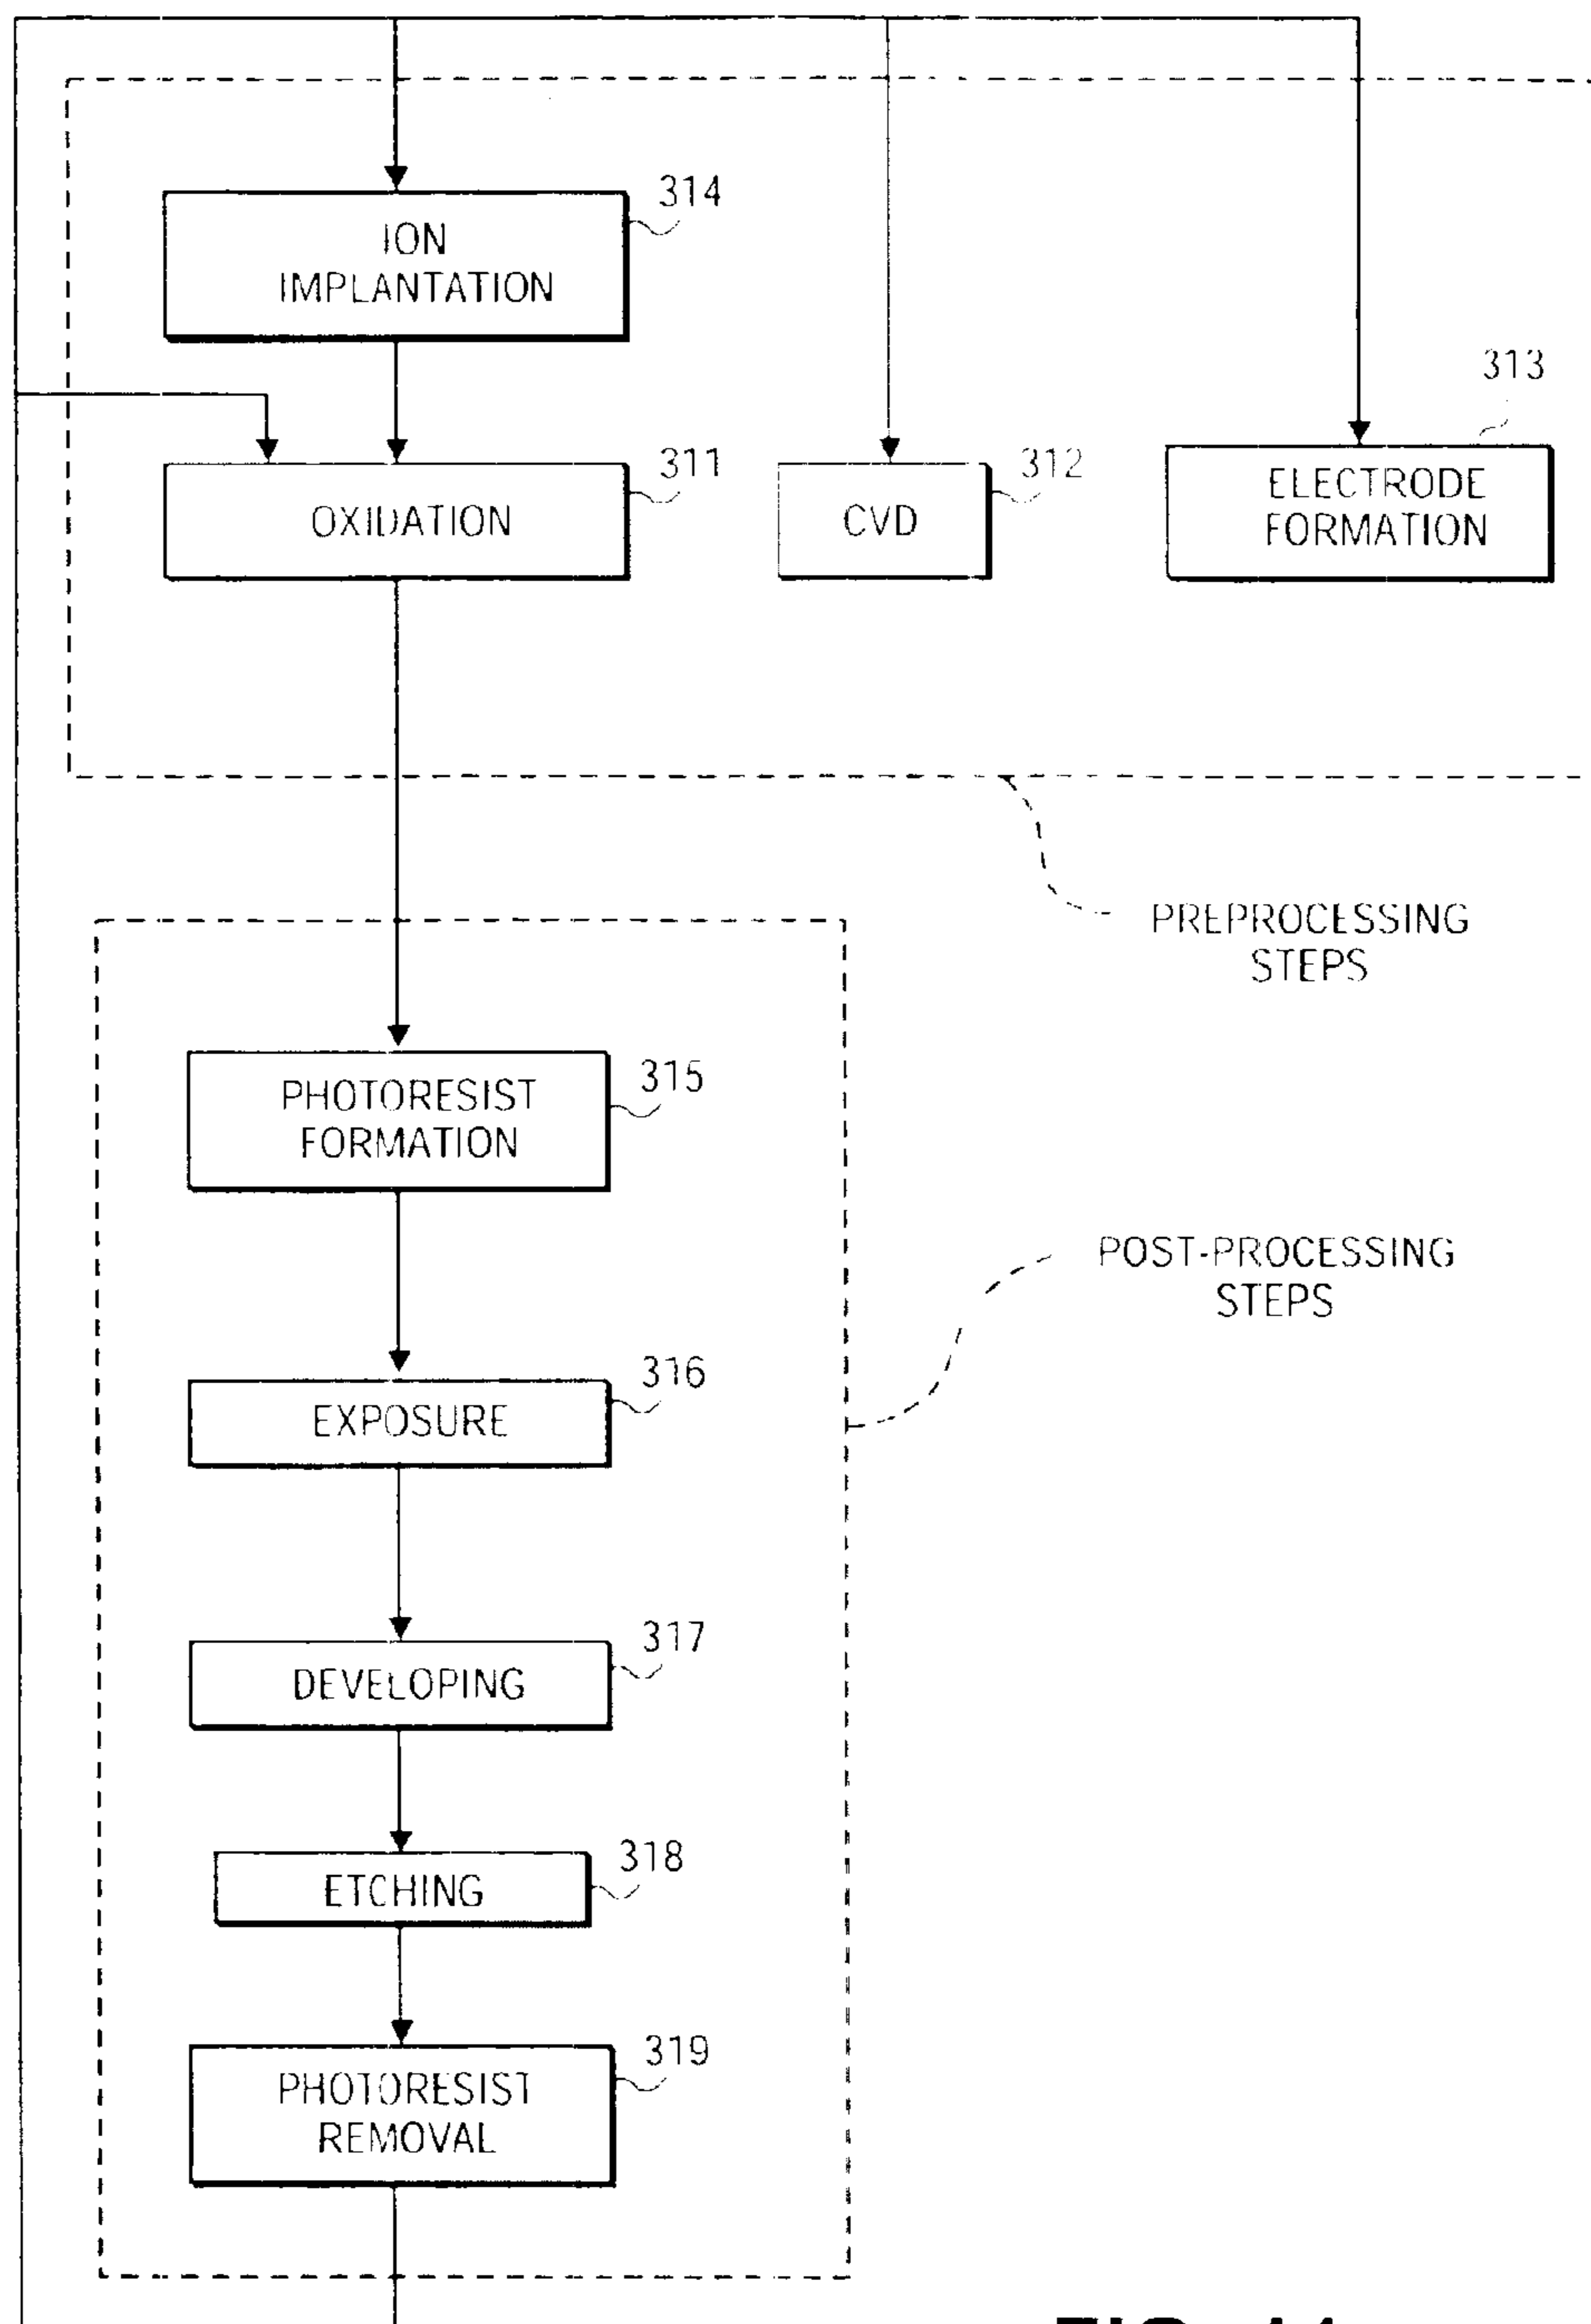 314
ION
IMPLANTATION
313
311
312
OXIDATION
CVD
ELECTRODE
FORMATION
PREPROCESSING
STEPS
315
PHOTORESIST
FORMATION
POST-PROCESSING
STEPS
316
EXPOSURE
317
DEVELOPING
318
ETCHING
319
PHOTORESIST
REMOVAL